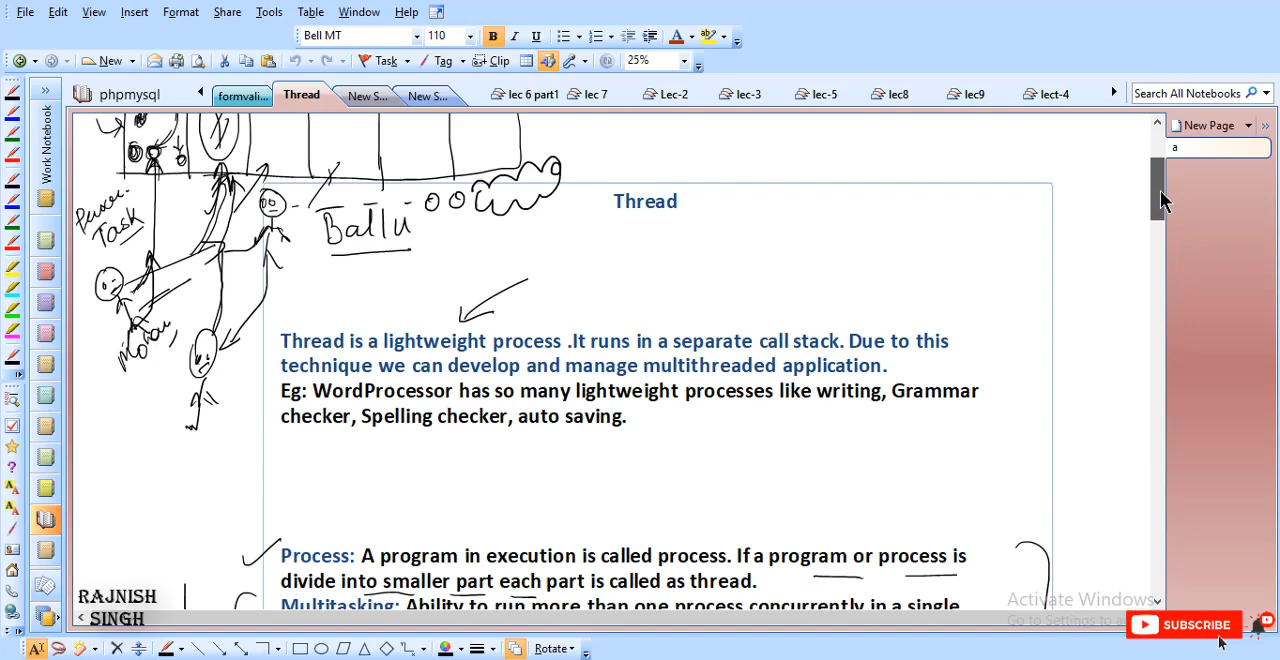 File Edit View Insert Format Share Tools Table Window Help
Bell MT 110 B I U A ab
New Task Tag Clip 25%
phpmysql formvali... Thread New S... New S... lec 6 part1 lec 7 Lec-2 lec-3 lec-5 lec8 lec9 lect-4 Search All Notebooks
New Page
a
Work Notebook
Thread
Task
Ballu
Thread is a lightweight process .It runs in a separate call stack. Due to this
technique we can develop and manage multithreaded application.
Eg: WordProcessor has so many lightweight processes like writing, Grammar
checker, Spelling checker, auto saving.
Process: A program in execution is called process. If a program or process is
divide into smaller part each part is called as thread.
Multitasking: Ability to run more than one process concurrently in a single
RAJNISH
SINGH
Activate Windows
Go to Settings to
SUBSCRIBE
Rotate